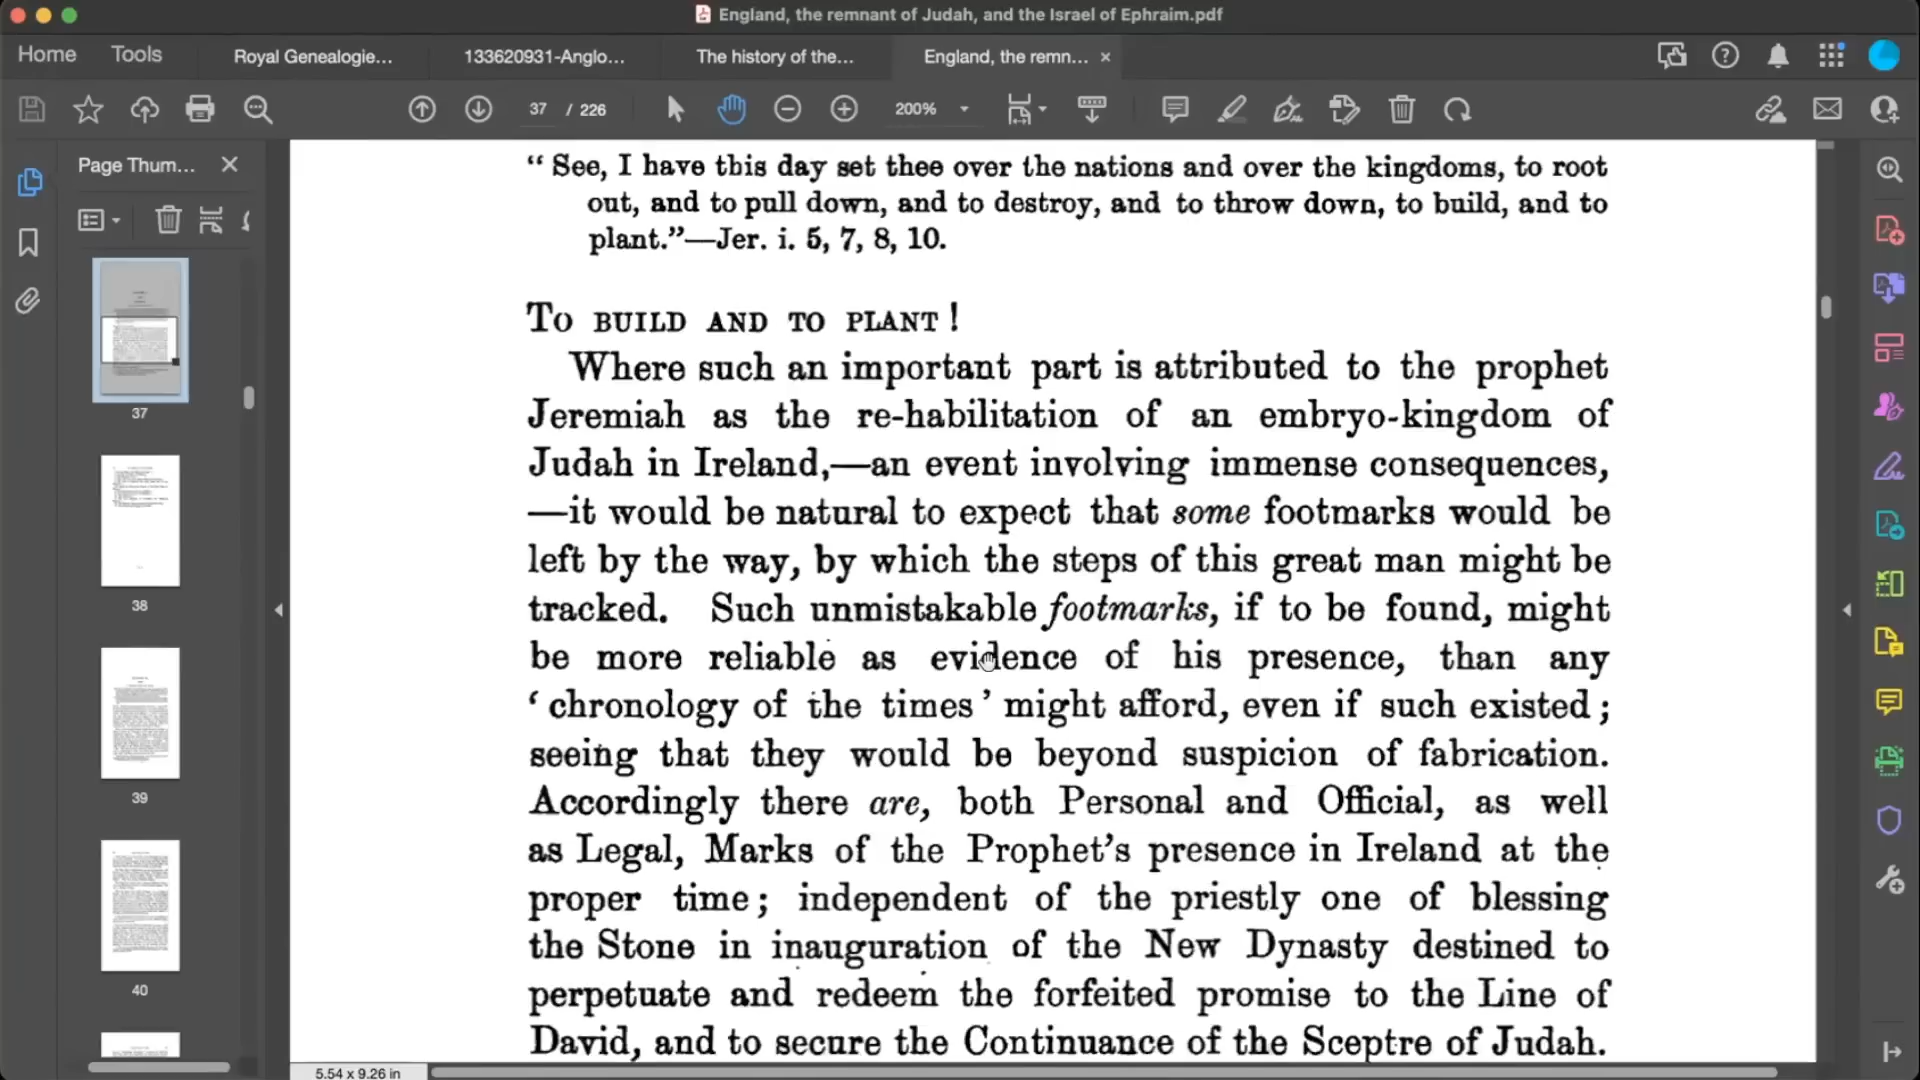 England, the remnant of Judah, and the Israel of Ephraim.pdf
Home Tools Royal Genealogie... 133620931-Anglo... The history of the... England, the remn... ×
37 / 226 200%
Page Thum...
37
38
39
40
“ See, I have this day set thee over the nations and over the kingdoms, to root
out, and to pull down, and to destroy, and to throw down, to build, and to
plant.”—Jer. i. 5, 7, 8, 10.
To BUILD AND TO PLANT !
Where such an important part is attributed to the prophet
Jeremiah as the re-habilitation of an embryo-kingdom of
Judah in Ireland,—an event involving immense consequences,
—it would be natural to expect that some footmarks would be
left by the way, by which the steps of this great man might be
tracked. Such unmistakable footmarks, if to be found, might
be more reliable as evidence of his presence, than any
‘ chronology of the times ’ might afford, even if such existed ;
seeing that they would be beyond suspicion of fabrication.
Accordingly there are, both Personal and Official, as well
as Legal, Marks of the Prophet’s presence in Ireland at the
proper time ; independent of the priestly one of blessing
the Stone in inauguration of the New Dynasty destined to
perpetuate and redeem the forfeited promise to the Line of
David, and to secure the Continuance of the Sceptre of Judah.
5.54 x 9.26 in